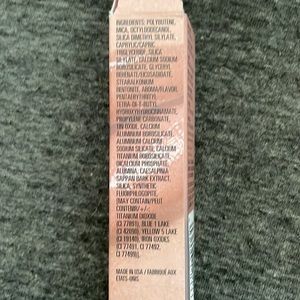 INGREDIENTS: POLYBUTENE,
MICA, OCTYLDODECANOL,
SILICA DIMETHYL SILYLATE,
CAPRYLIC/CAPRIC
TRIGLYCERIDE, SILICA
SILYLATE, CALCIUM SODIUM
BOROSILICATE, GLYCERYL
BEHENATE/EICOSADIOATE,
STEARALKONIUM
BENTONITE, AROMA/FLAVOR,
PENTAERYTHRITYL
TETRA-DI-T-BUTYL
HYDROXYHYDROCINNAMATE,
PROPYLENE CARBONATE,
TIN OXIDE, CALCIUM
ALUMINUM BOROSILICATE,
ALUMINUM CALCIUM
SODIUM SILICATE, CALCIUM
TITANIUM BOROSILICATE,
DICALCIUM PHOSPHATE,
ALUMINA, CAESALPINIA
SAPPAN BARK EXTRACT,
SILICA, SYNTHETIC
FLUORPHLOGOPITE,
[MAY CONTAIN/PEUT
CONTENIR/+/-:
TITANIUM DIOXIDE
(CI 77891), BLUE 1 LAKE
(CI 42090), YELLOW 5 LAKE
(CI 19140), IRON OXIDES
(CI 77491, CI 77492,
CI 77499)].
MADE IN USA / FABRIQUÉ AUX
ÉTATS-UNIS